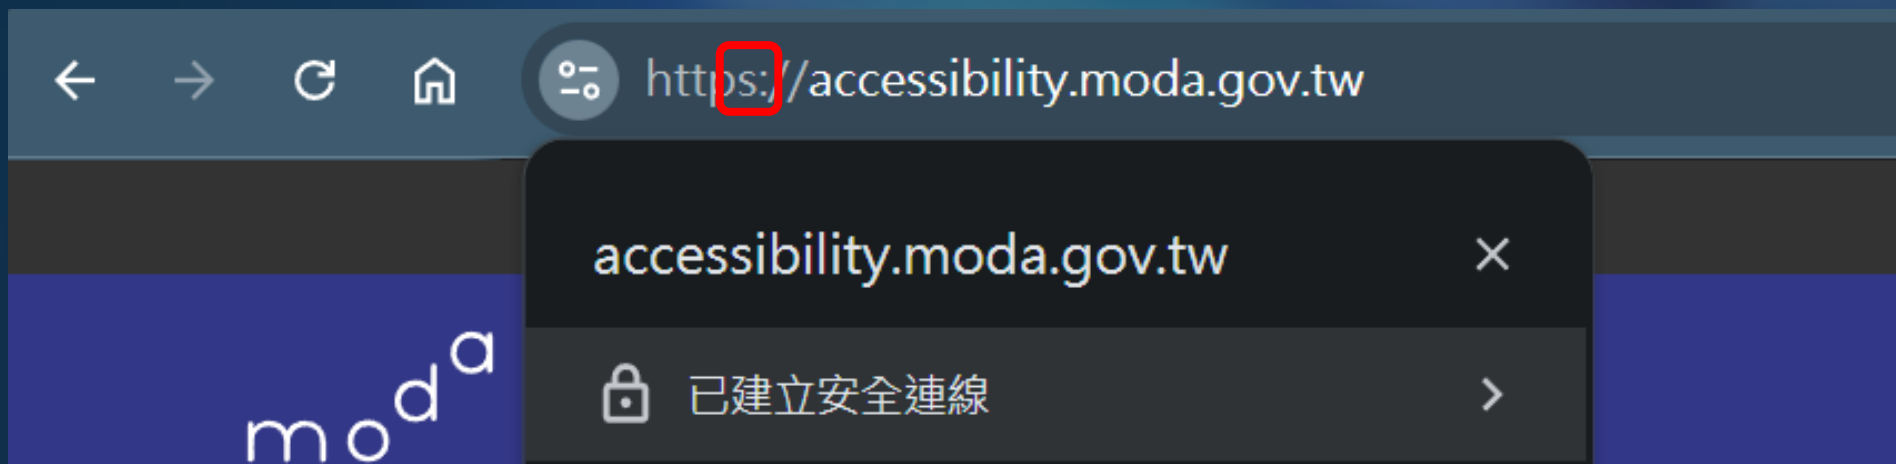 https://accessibility.moda.gov.tw
accessibility.moda.gov.tw
已建立安全連線
moda